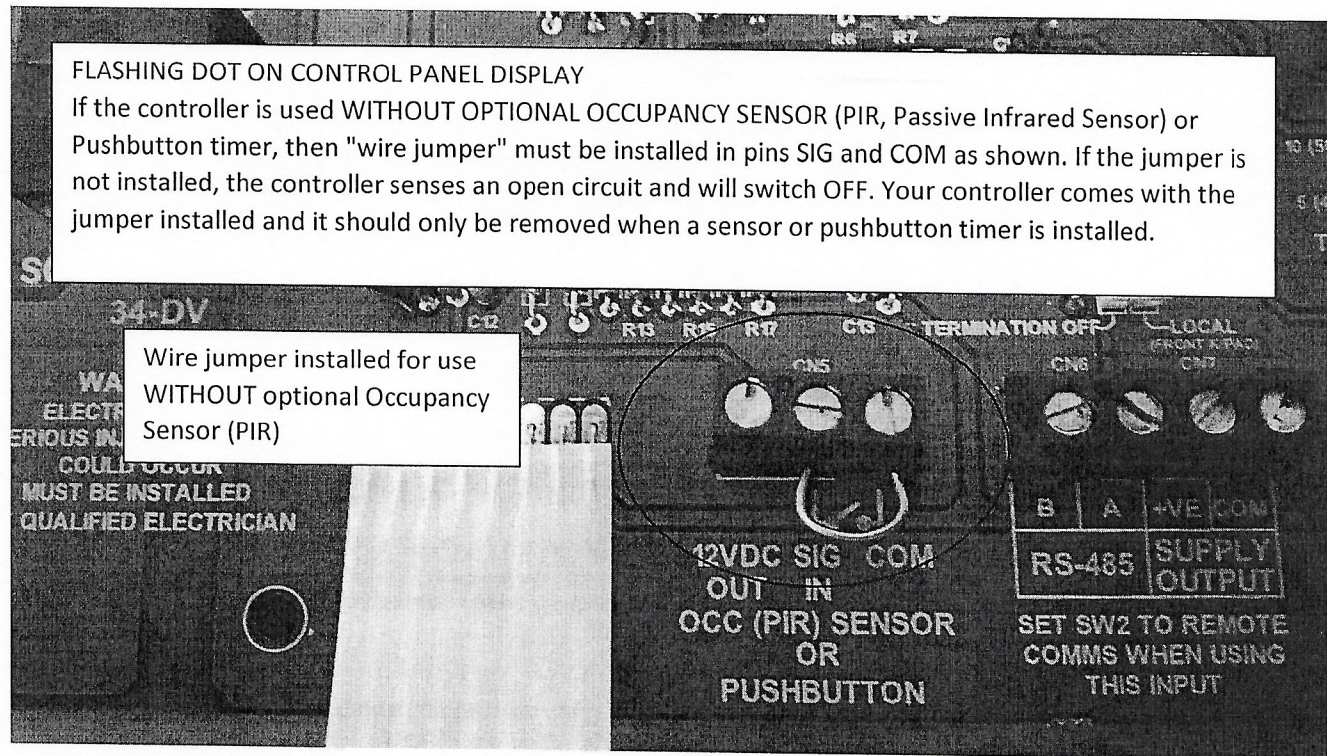 R6 R7
FLASHING DOT ON CONTROL PANEL DISPLAY
If the controller is used WITHOUT OPTIONAL OCCUPANCY SENSOR (PIR, Passive Infrared Sensor) or
Pushbutton timer, then "wire jumper" must be installed in pins SIG and COM as shown. If the jumper is
not installed, the controller senses an open circuit and will switch OFF. Your controller comes with the
jumper installed and it should only be removed when a sensor or pushbutton timer is installed.
34-DV
C12 R13 R15 R17 C13 TERMINATION OFF LOCAL
(FRONT K/PAD)
Wire jumper installed for use
WITHOUT optional Occupancy
Sensor (PIR)
CN5 CN6 CN7
COULD OCCUR
MUST BE INSTALLED
QUALIFIED ELECTRICIAN
12VDC SIG COM
OUT IN
OCC (PIR) SENSOR
OR
PUSHBUTTON
B A +VE COM
RS-485 SUPPLY
OUTPUT
SET SW2 TO REMOTE
COMMS WHEN USING
THIS INPUT